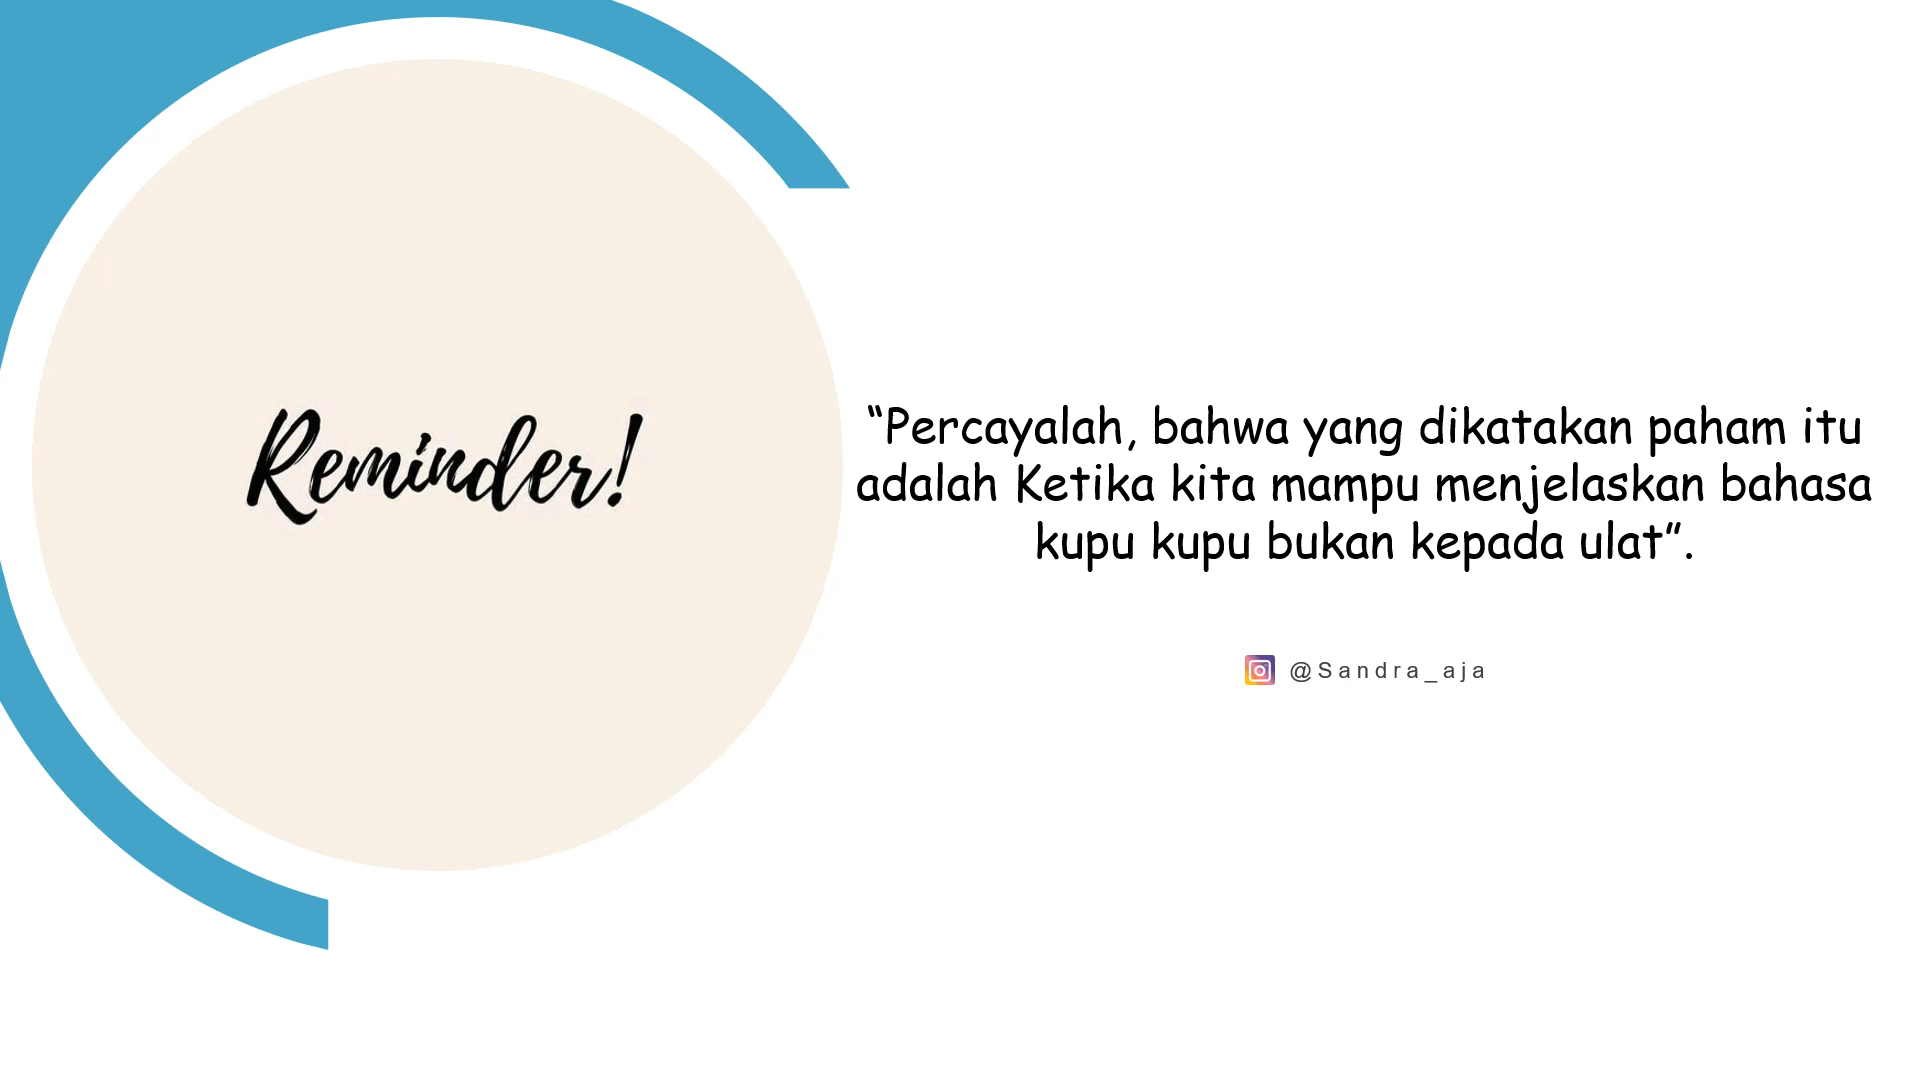 Reminder!
“Percayalah, bahwa yang dikatakan paham itu
adalah Ketika kita mampu menjelaskan bahasa
kupu kupu bukan kepada ulat”.
@Sandra_aja